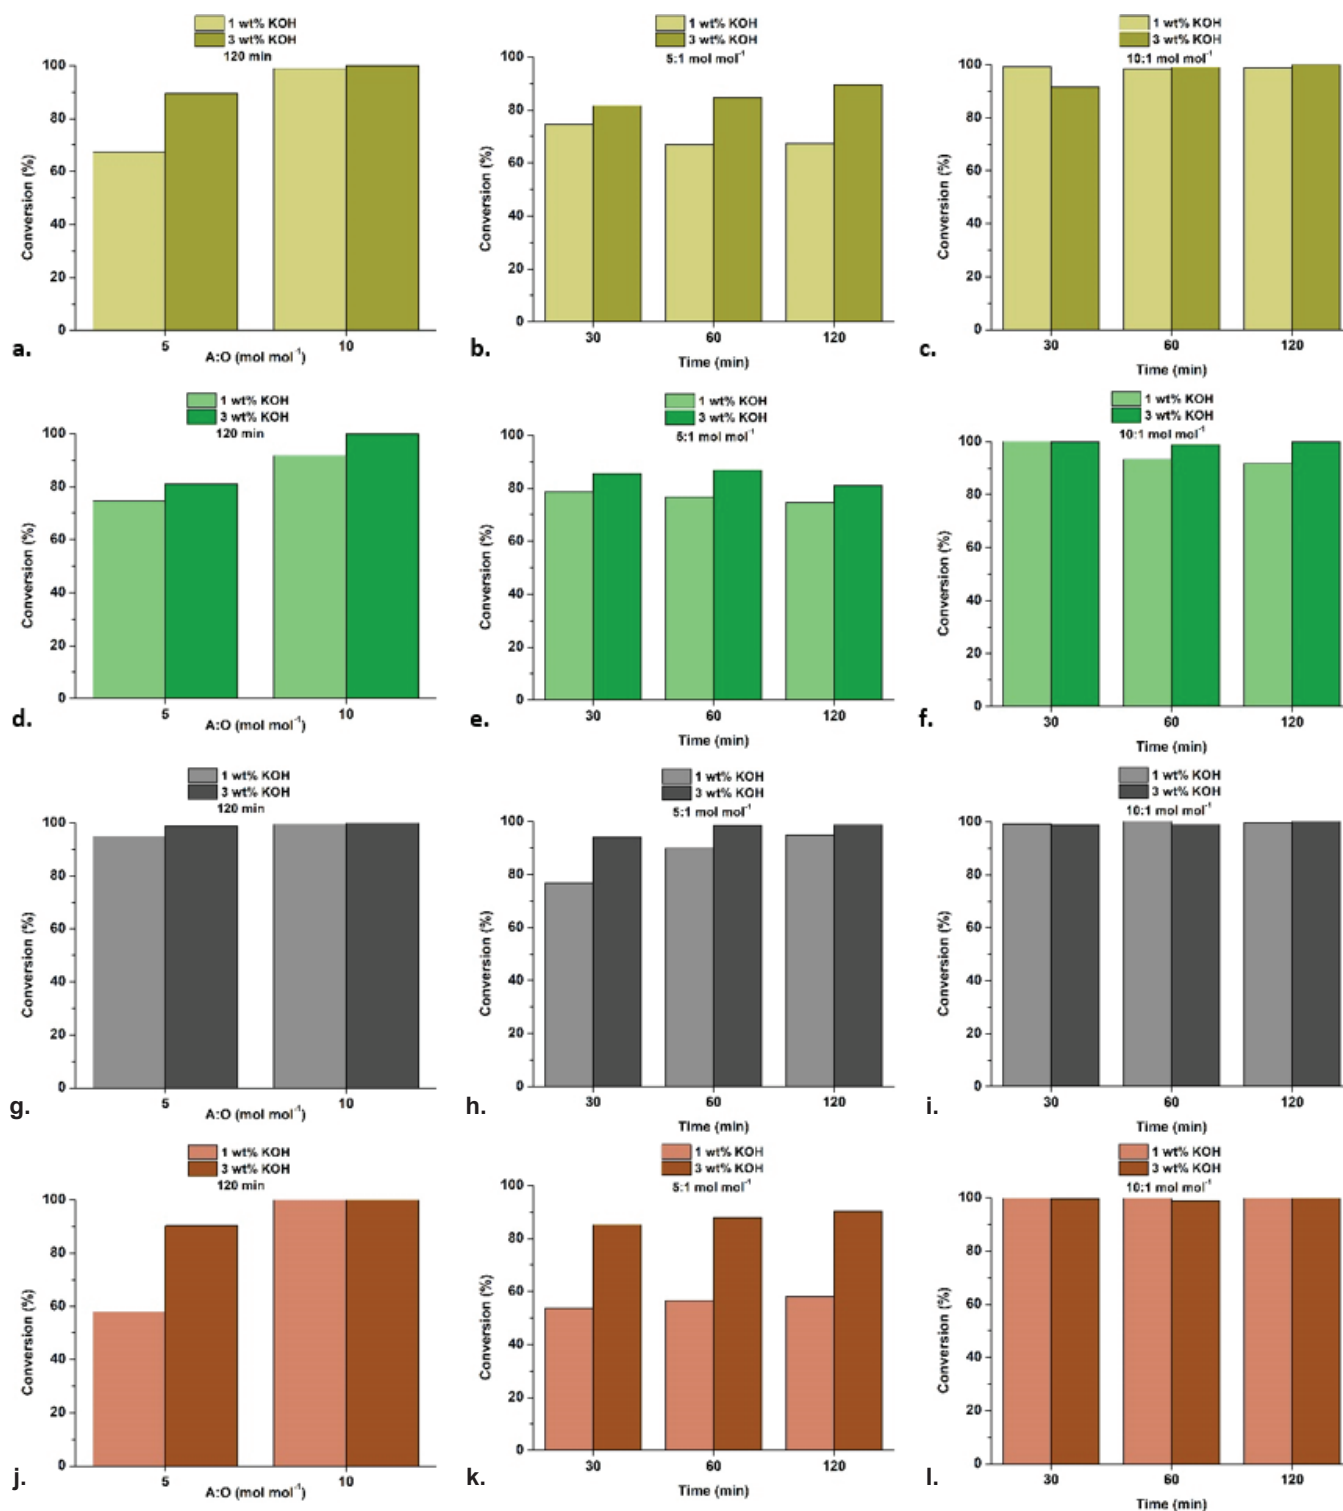 1 wt% KOH
3 wt% KOH
120 min
100
80
60
40
20
0
Conversion (%)
5
10
A:O (mol mol⁻¹)
a.
1 wt% KOH
3 wt% KOH
5:1 mol mol⁻¹
100
80
60
40
20
0
Conversion (%)
30
60
120
Time (min)
b.
1 wt% KOH
3 wt% KOH
10:1 mol mol⁻¹
100
80
60
40
20
0
Conversion (%)
30
60
120
Time (min)
c.
1 wt% KOH
3 wt% KOH
120 min
100
80
60
40
20
0
Conversion (%)
5
10
A:O (mol mol⁻¹)
d.
1 wt% KOH
3 wt% KOH
5:1 mol mol⁻¹
100
80
60
40
20
0
Conversion (%)
30
60
120
Time (min)
e.
1 wt% KOH
3 wt% KOH
10:1 mol mol⁻¹
100
80
60
40
20
0
Conversion (%)
30
60
120
Time (min)
f.
1 wt% KOH
3 wt% KOH
120 min
100
80
60
40
20
0
Conversion (%)
5
10
A:O (mol mol⁻¹)
g.
1 wt% KOH
3 wt% KOH
5:1 mol mol⁻¹
100
80
60
40
20
0
Conversion (%)
30
60
120
Time (min)
h.
1 wt% KOH
3 wt% KOH
10:1 mol mol⁻¹
100
80
60
40
20
0
Conversion (%)
30
60
120
Time (min)
i.
1 wt% KOH
3 wt% KOH
120 min
100
80
60
40
20
0
Conversion (%)
5
10
A:O (mol mol⁻¹)
j.
1 wt% KOH
3 wt% KOH
5:1 mol mol⁻¹
100
80
60
40
20
0
Conversion (%)
30
60
120
Time (min)
k.
1 wt% KOH
3 wt% KOH
10:1 mol mol⁻¹
100
80
60
40
20
0
Conversion (%)
30
60
120
Time (min)
l.